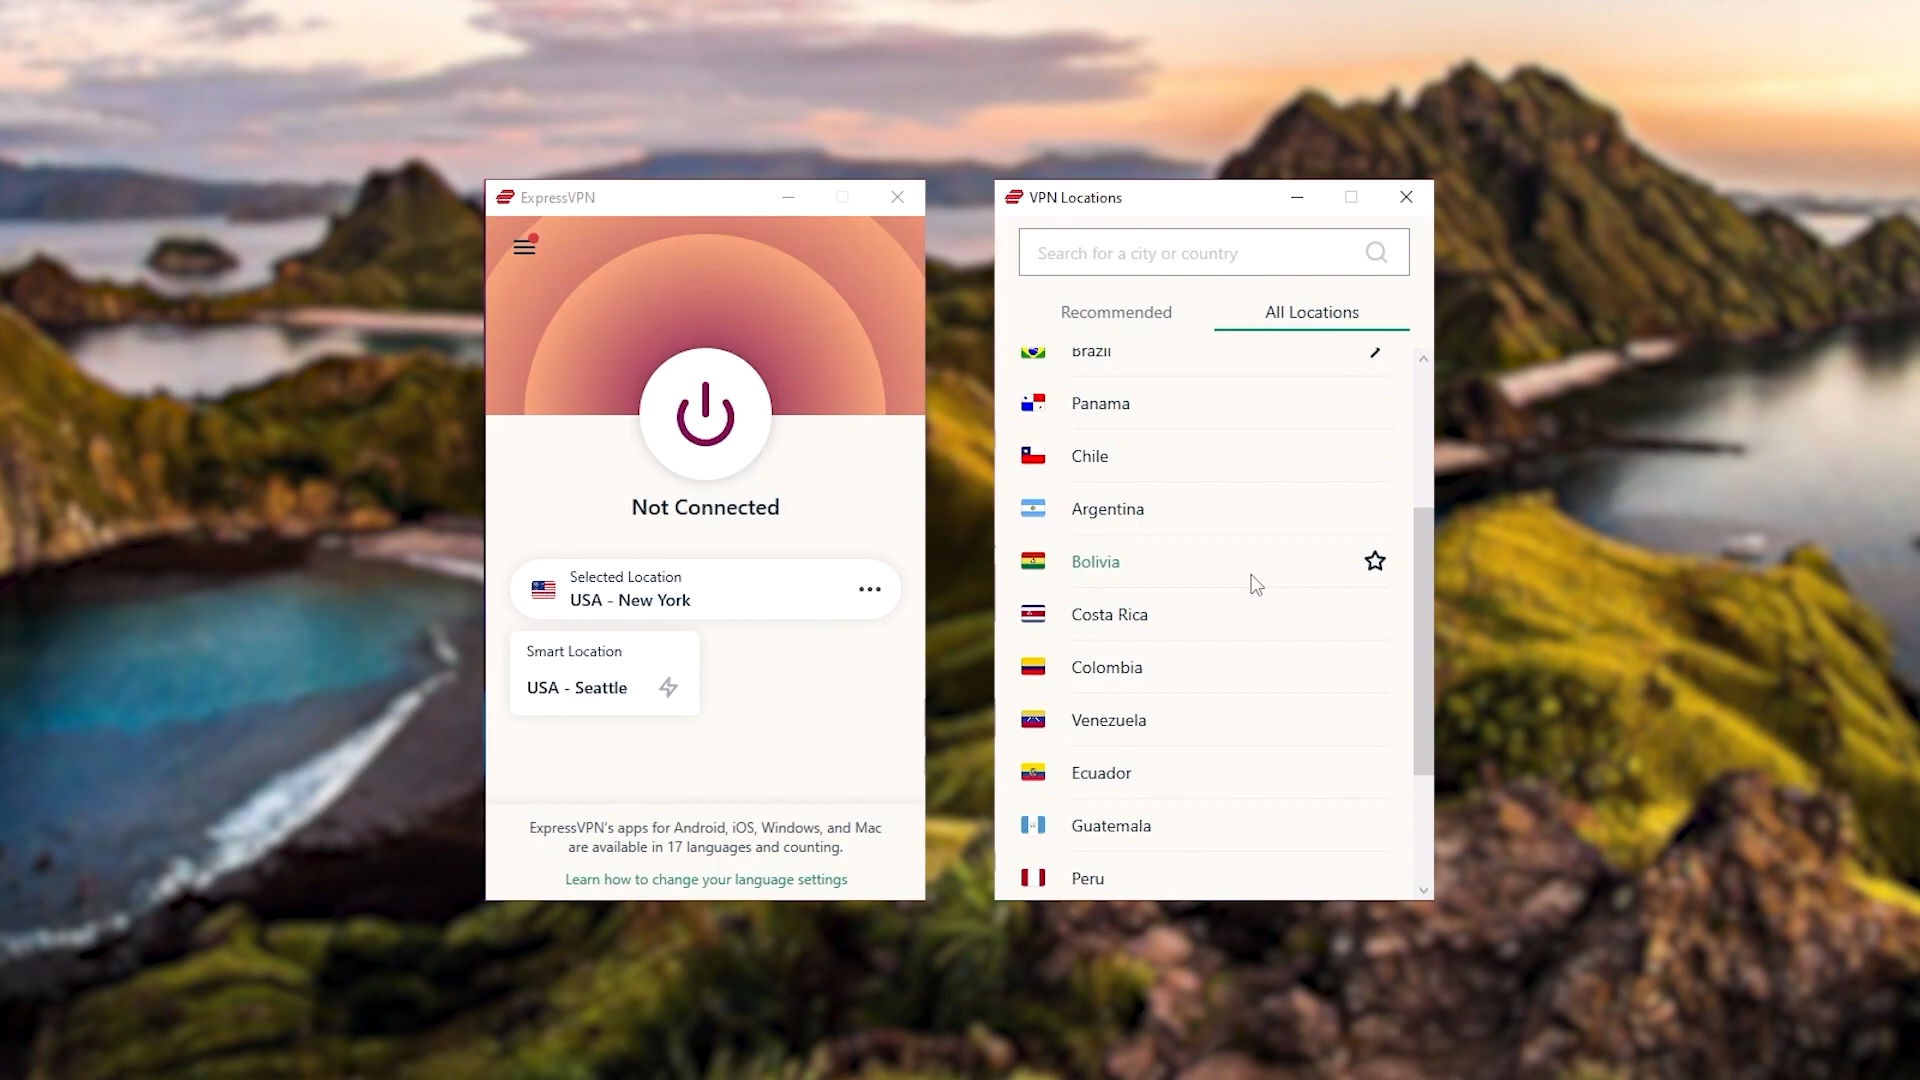 ExpressVPN
Not Connected
Selected Location
USA - New York
Smart Location
USA - Seattle
ExpressVPN's apps for Android, iOS, Windows, and Mac
are available in 17 languages and counting.
Learn how to change your language settings
VPN Locations
Search for a city or country
Recommended All Locations
Brazil
Panama
Chile
Argentina
Bolivia
Costa Rica
Colombia
Venezuela
Ecuador
Guatemala
Peru